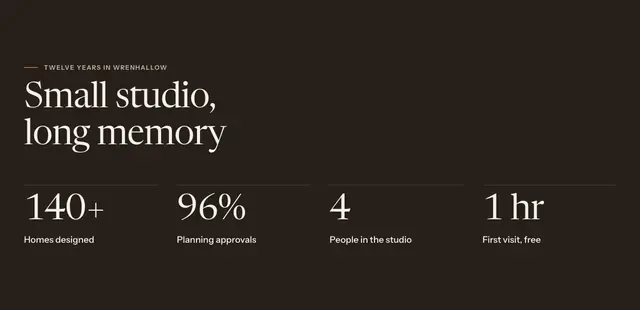 TWELVE YEARS IN WRENHALLOW
Small studio,
long memory
140+
Homes designed
96%
Planning approvals
4
People in the studio
1 hr
First visit, free